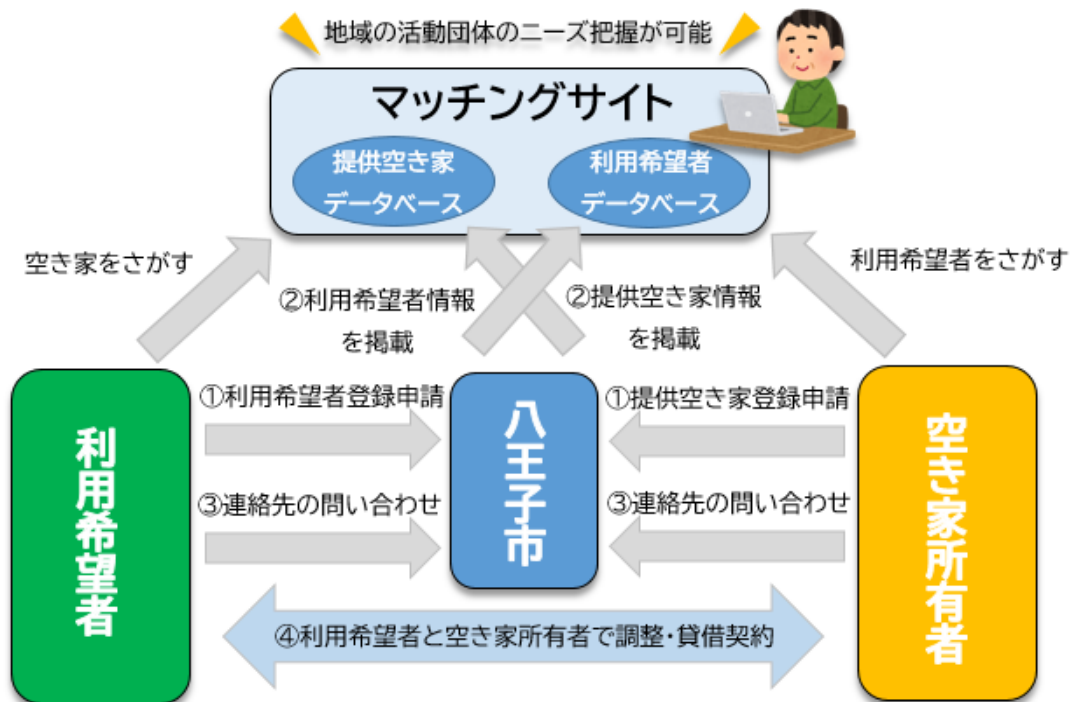 地域の活動団体のニーズ把握が可能
マッチングサイト
提供空き家
データベース
利用希望者
データベース
空き家をさがす
利用希望者をさがす
②利用希望者情報
を掲載
②提供空き家情報
を掲載
①利用希望者登録申請
①提供空き家登録申請
利用希望者
八王子市
空き家所有者
③連絡先の問い合わせ
③連絡先の問い合わせ
④利用希望者と空き家所有者で調整・貸借契約